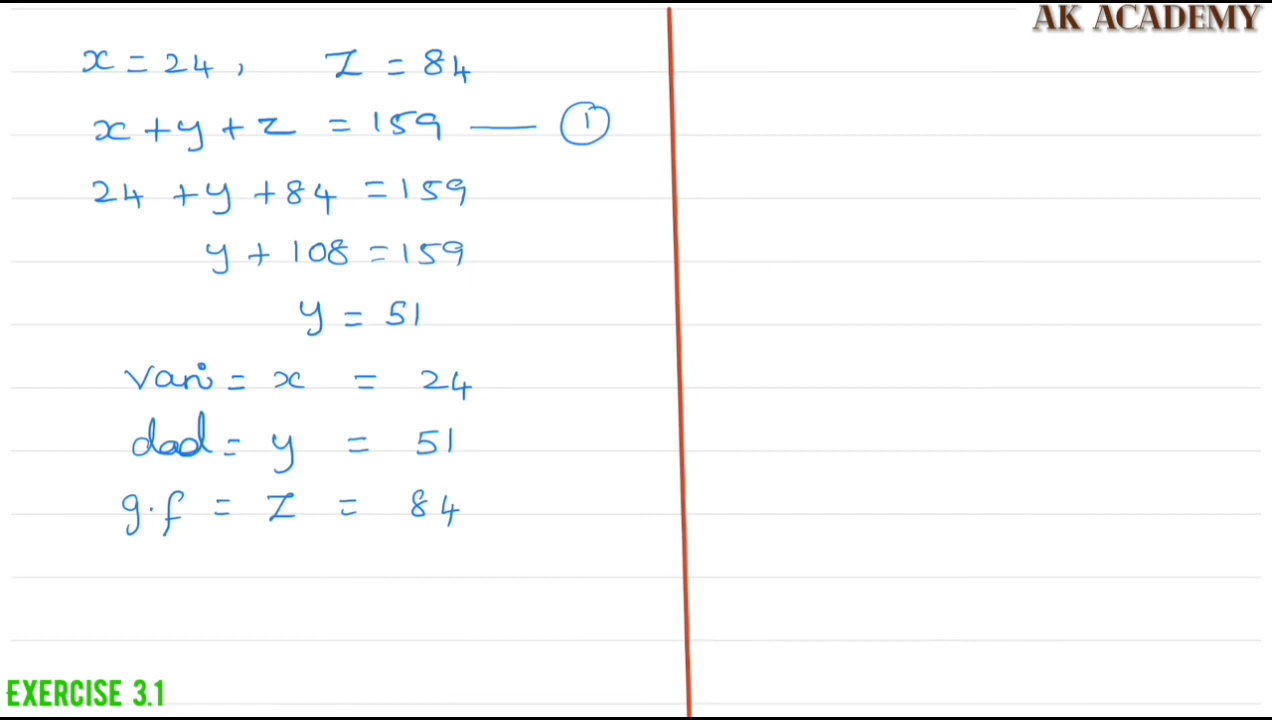 AK ACADEMY
x = 24, Z = 84
x + y + z = 159 — ①
24 + y + 84 = 159
y + 108 = 159
y = 51
Vani = x = 24
dad = y = 51
g.f = Z = 84
EXERCISE 3.1